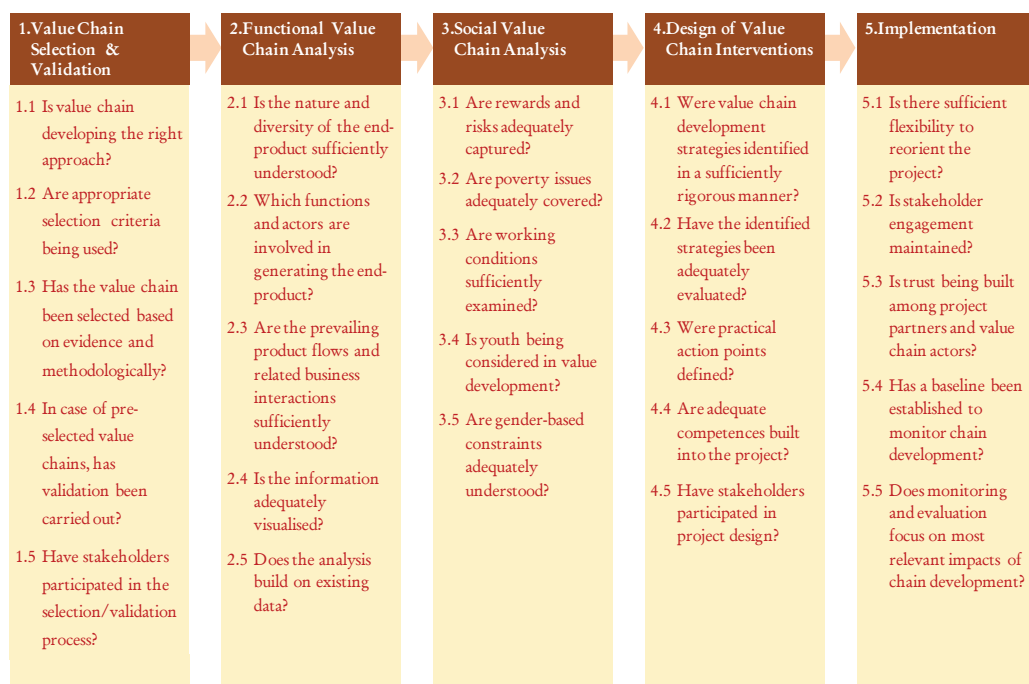 1.Value Chain
Selection &
Validation
1.1 Is value chain
developing the right
approach?
1.2 Are appropriate
selection criteria
being used?
1.3 Has the value chain
been selected based
on evidence and
methodologically?
1.4 In case of pre-
selected value
chains, has
validation been
carried out?
1.5 Have stakeholders
participated in the
selection/validation
process?
2.Functional Value
Chain Analysis
2.1 Is the nature and
diversity of the end-
product sufficiently
understood?
2.2 Which functions
and actors are
involved in
generating the end-
product?
2.3 Are the prevailing
product flows and
related business
interactions
sufficiently
understood?
2.4 Is the information
adequately
visualised?
2.5 Does the analysis
build on existing
data?
3.Social Value
Chain Analysis
3.1 Are rewards and
risks adequately
captured?
3.2 Are poverty issues
adequately covered?
3.3 Are working
conditions
sufficiently
examined?
3.4 Is youth being
considered in value
development?
3.5 Are gender-based
constraints
adequately
understood?
4.Design of Value
Chain Interventions
4.1 Were value chain
development
strategies identified
in a sufficiently
rigorous manner?
4.2 Have the identified
strategies been
adequately
evaluated?
4.3 Were practical
action points
defined?
4.4 Are adequate
competences built
into the project?
4.5 Have stakeholders
participated in
project design?
5.Implementation
5.1 Is there sufficient
flexibility to
reorient the
project?
5.2 Is stakeholder
engagement
maintained?
5.3 Is trust being built
among project
partners and value
chain actors?
5.4 Has a baseline been
established to
monitor chain
development?
5.5 Does monitoring
and evaluation
focus on most
relevant impacts of
chain development?